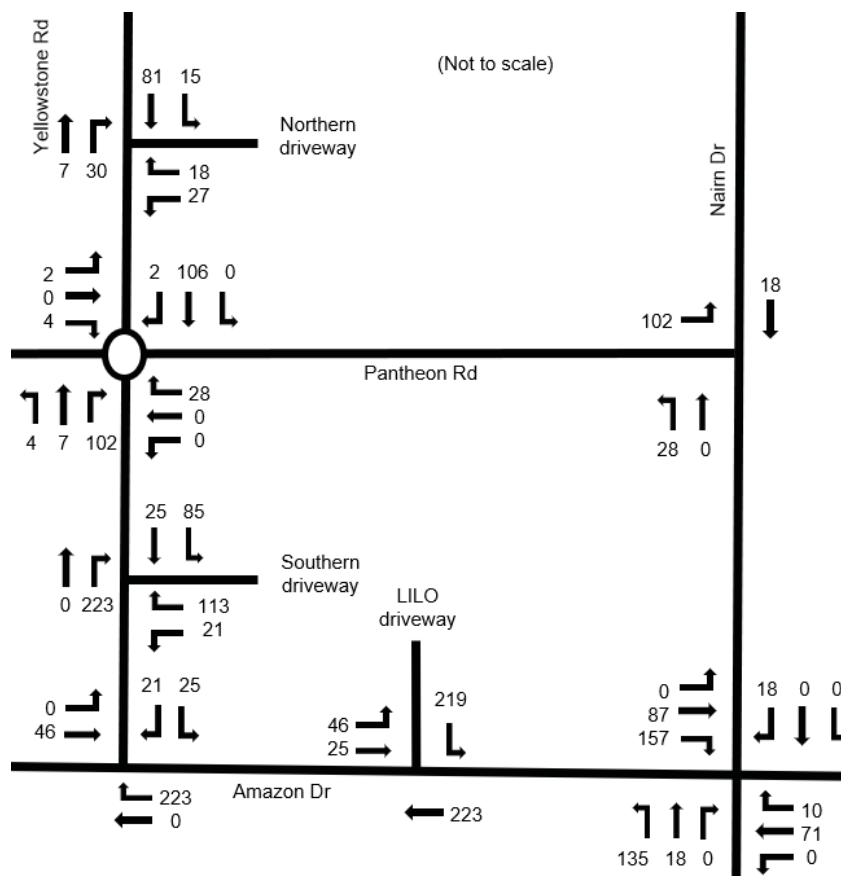 Yellowstone Rd
81 15
(Not to scale)
Northern
driveway
7 30
18
27
Nairn Dr
2
0
4
2 106 0
18
102
Pantheon Rd
4 7 102
28
0
0
28 0
25 85
Southern
driveway
0 223
113
21
LILO
driveway
0
46
21 25
46
25
219
0
87
157
18 0 0
223
0
Amazon Dr
223
135 18 0
10
71
0